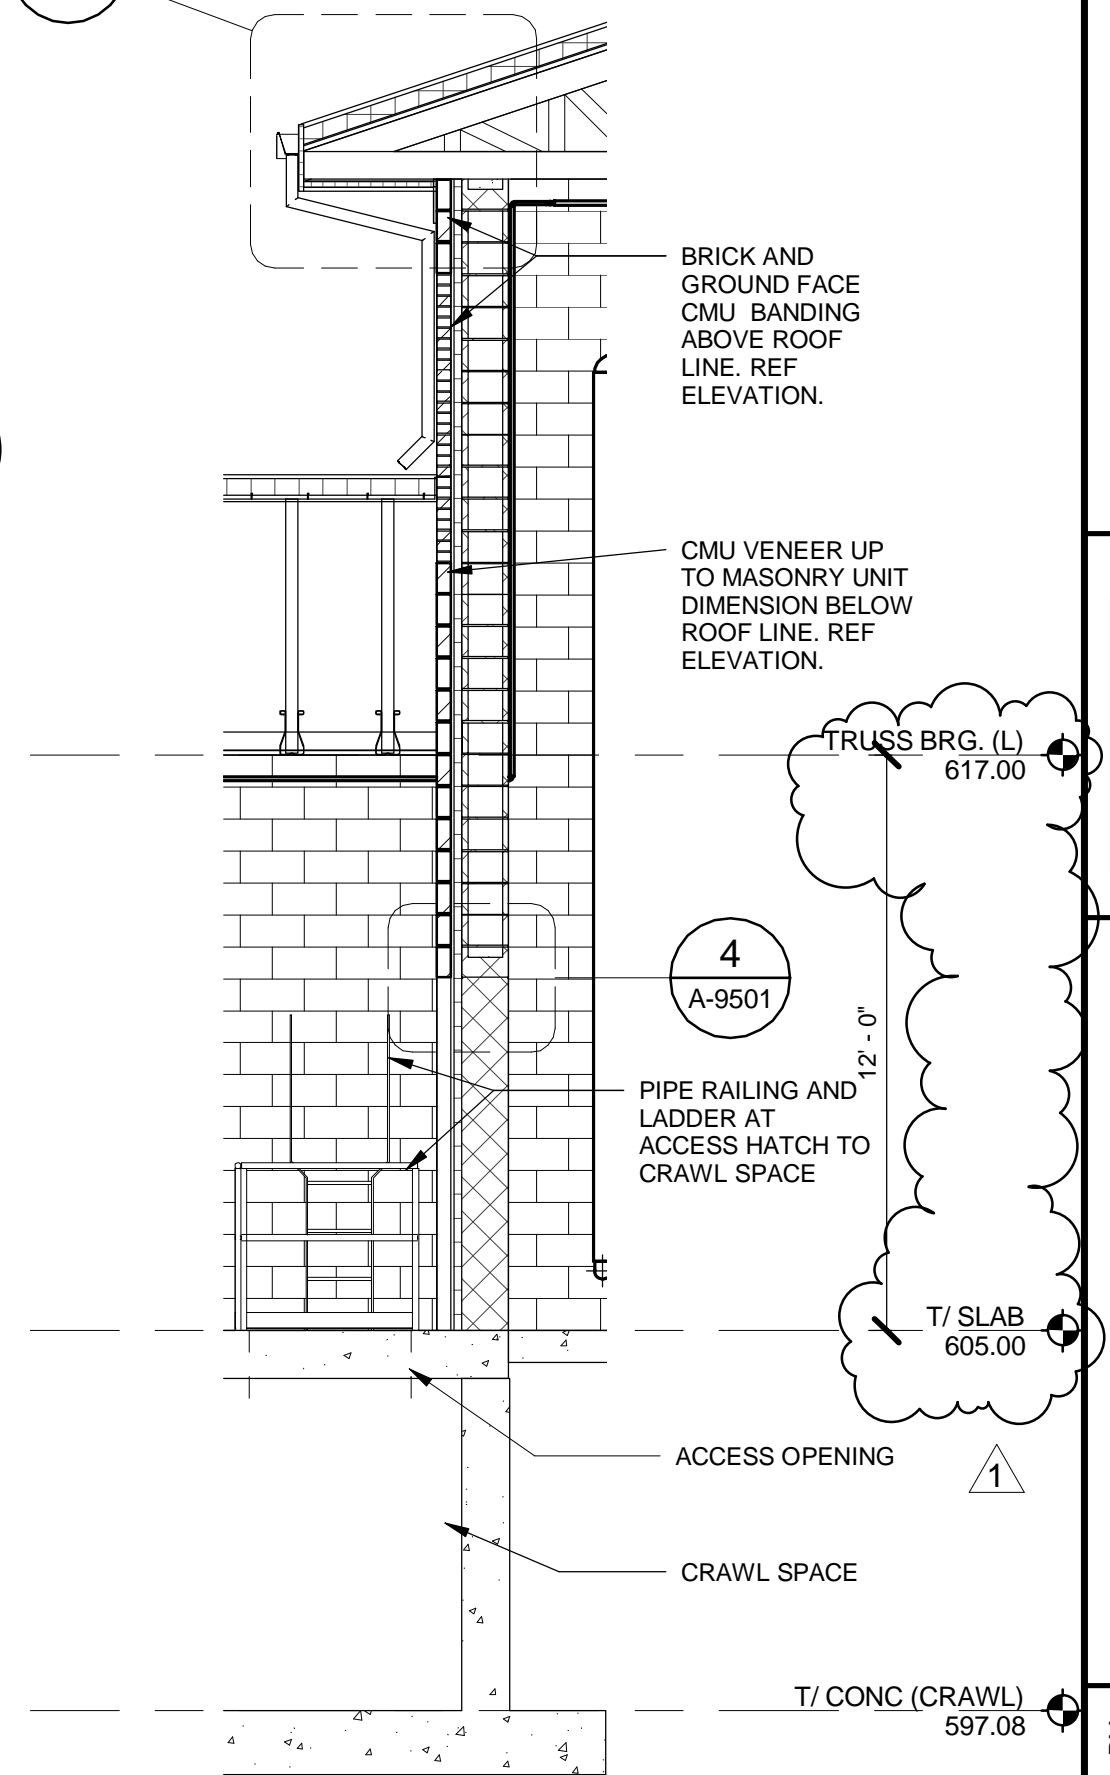 BRICK AND
GROUND FACE
CMU BANDING
ABOVE ROOF
LINE. REF
ELEVATION.
CMU VENEER UP
TO MASONRY UNIT
DIMENSION BELOW
ROOF LINE. REF
ELEVATION.
TRUSS BRG. (L)
617.00
4
A-9501
12' - 0"
PIPE RAILING AND
LADDER AT
ACCESS HATCH TO
CRAWL SPACE
T/ SLAB
605.00
ACCESS OPENING
1
CRAWL SPACE
T/ CONC (CRAWL)
597.08